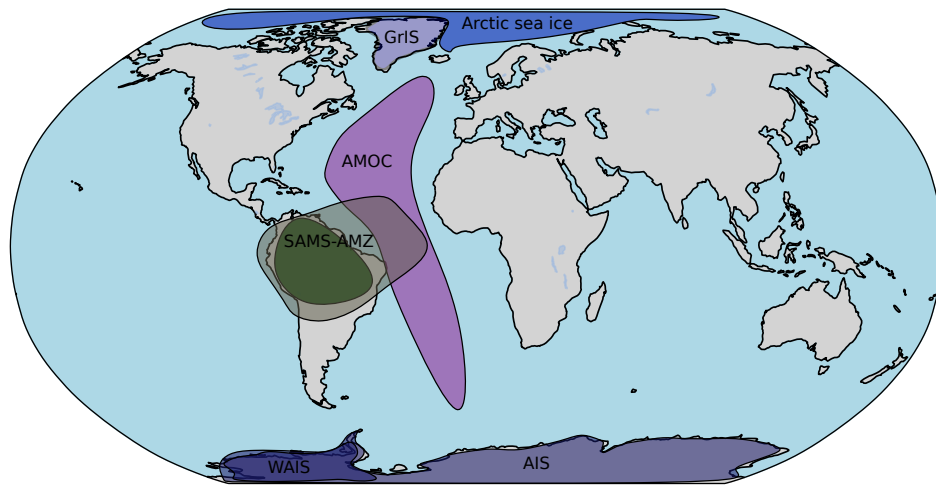 Arctic sea ice
GrIS
AMOC
SAMS-AMZ
WAIS
AIS